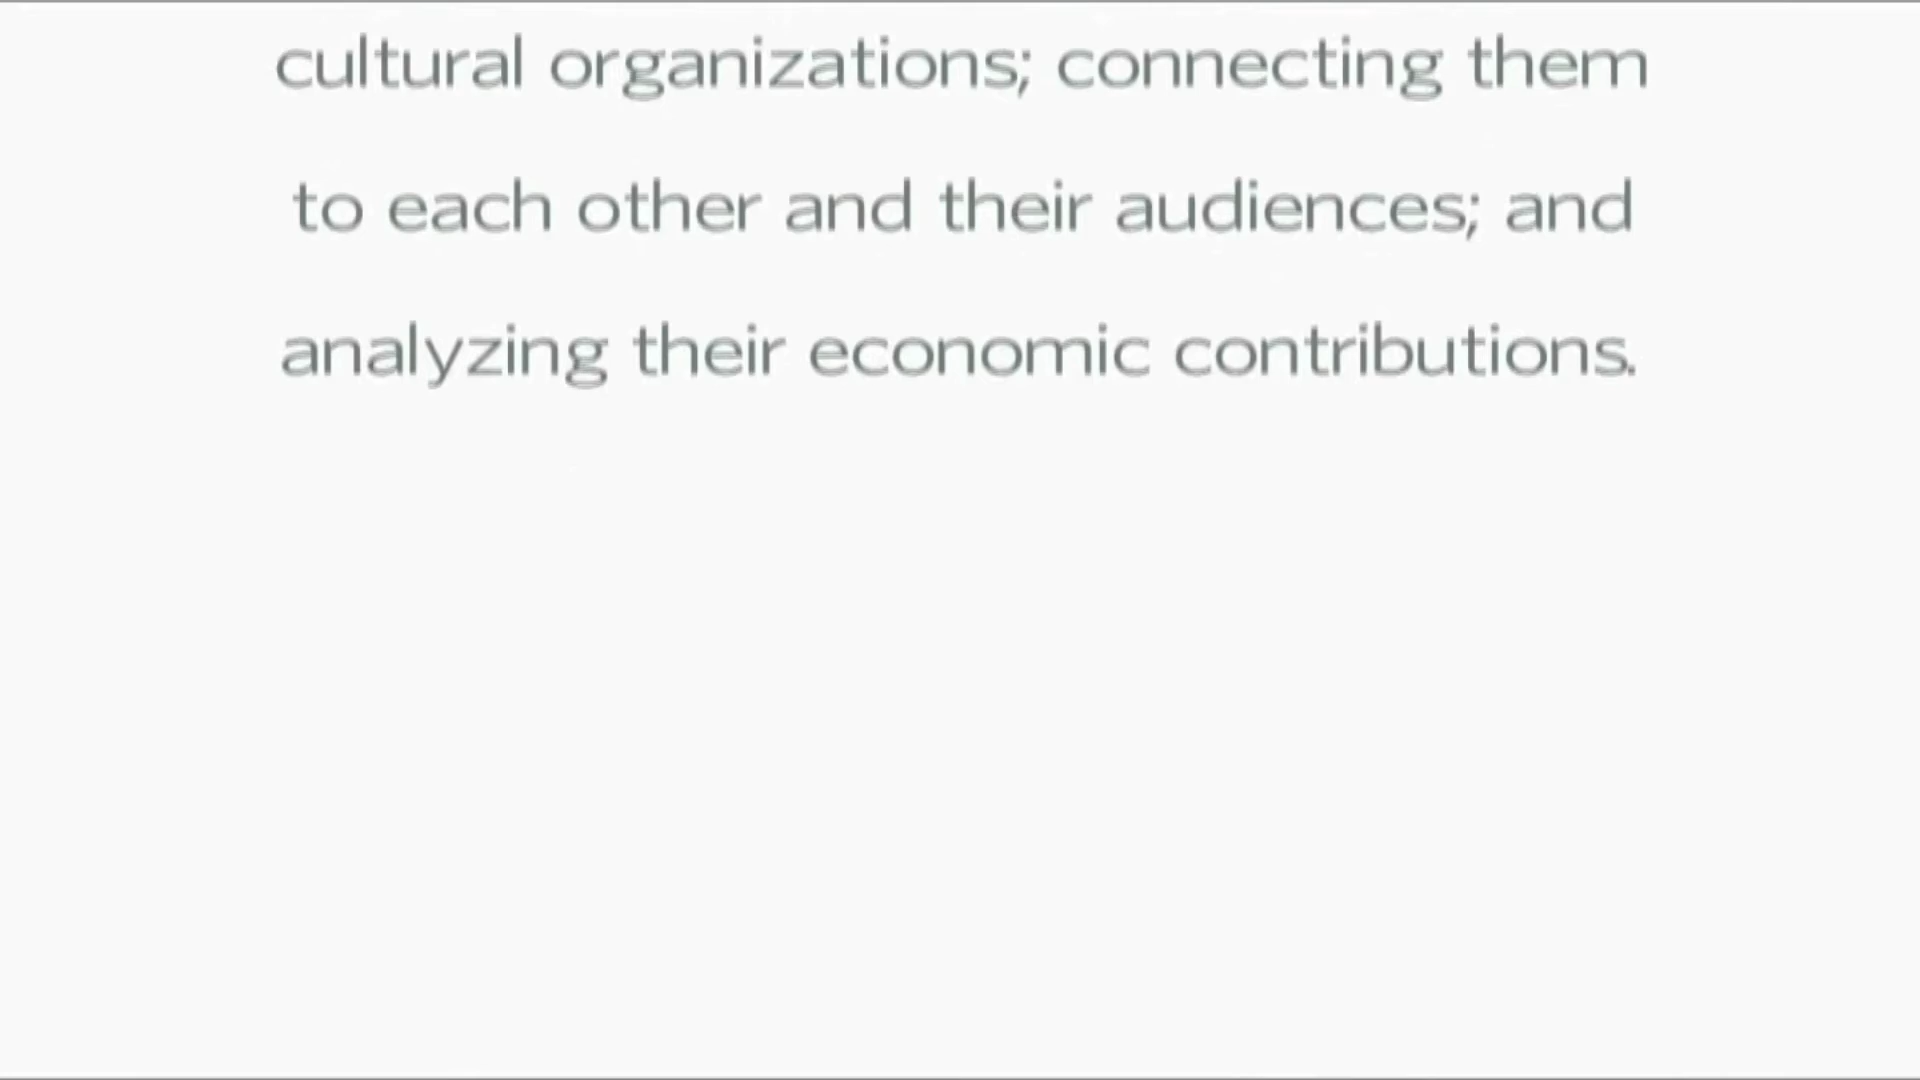 cultural organizations; connecting them
to each other and their audiences; and
analyzing their economic contributions.